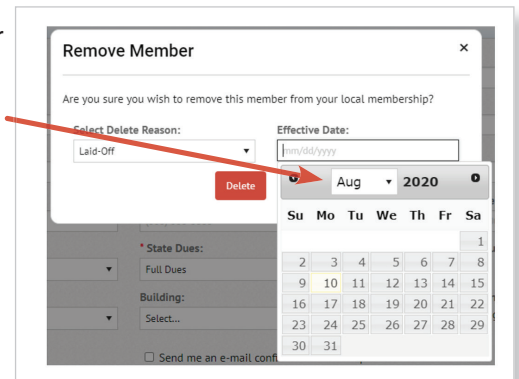 r
Remove Member ×
Are you sure you wish to remove this member from your local membership?
Select Delete Reason: Effective Date:
Laid-Off mm/dd/yyyy
Delete
Aug 2020
Su Mo Tu We Th Fr Sa
1
2 3 4 5 6 7 8
9 10 11 12 13 14 15
16 17 18 19 20 21 22
23 24 25 26 27 28 29
30 31
* State Dues:
Full Dues
Building:
Select...
Send me an e-mail conf